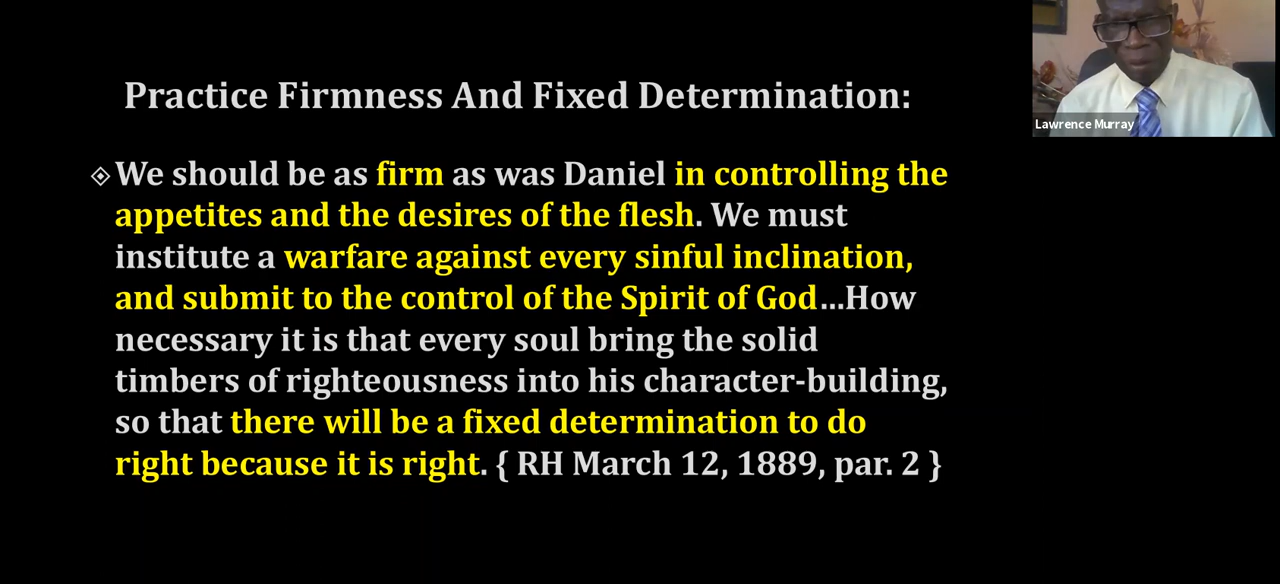 Practice Firmness And Fixed Determination:
Lawrence Murray
We should be as firm as was Daniel in controlling the
appetites and the desires of the flesh. We must
institute a warfare against every sinful inclination,
and submit to the control of the Spirit of God...How
necessary it is that every soul bring the solid
timbers of righteousness into his character-building,
so that there will be a fixed determination to do
right because it is right. { RH March 12, 1889, par. 2 }